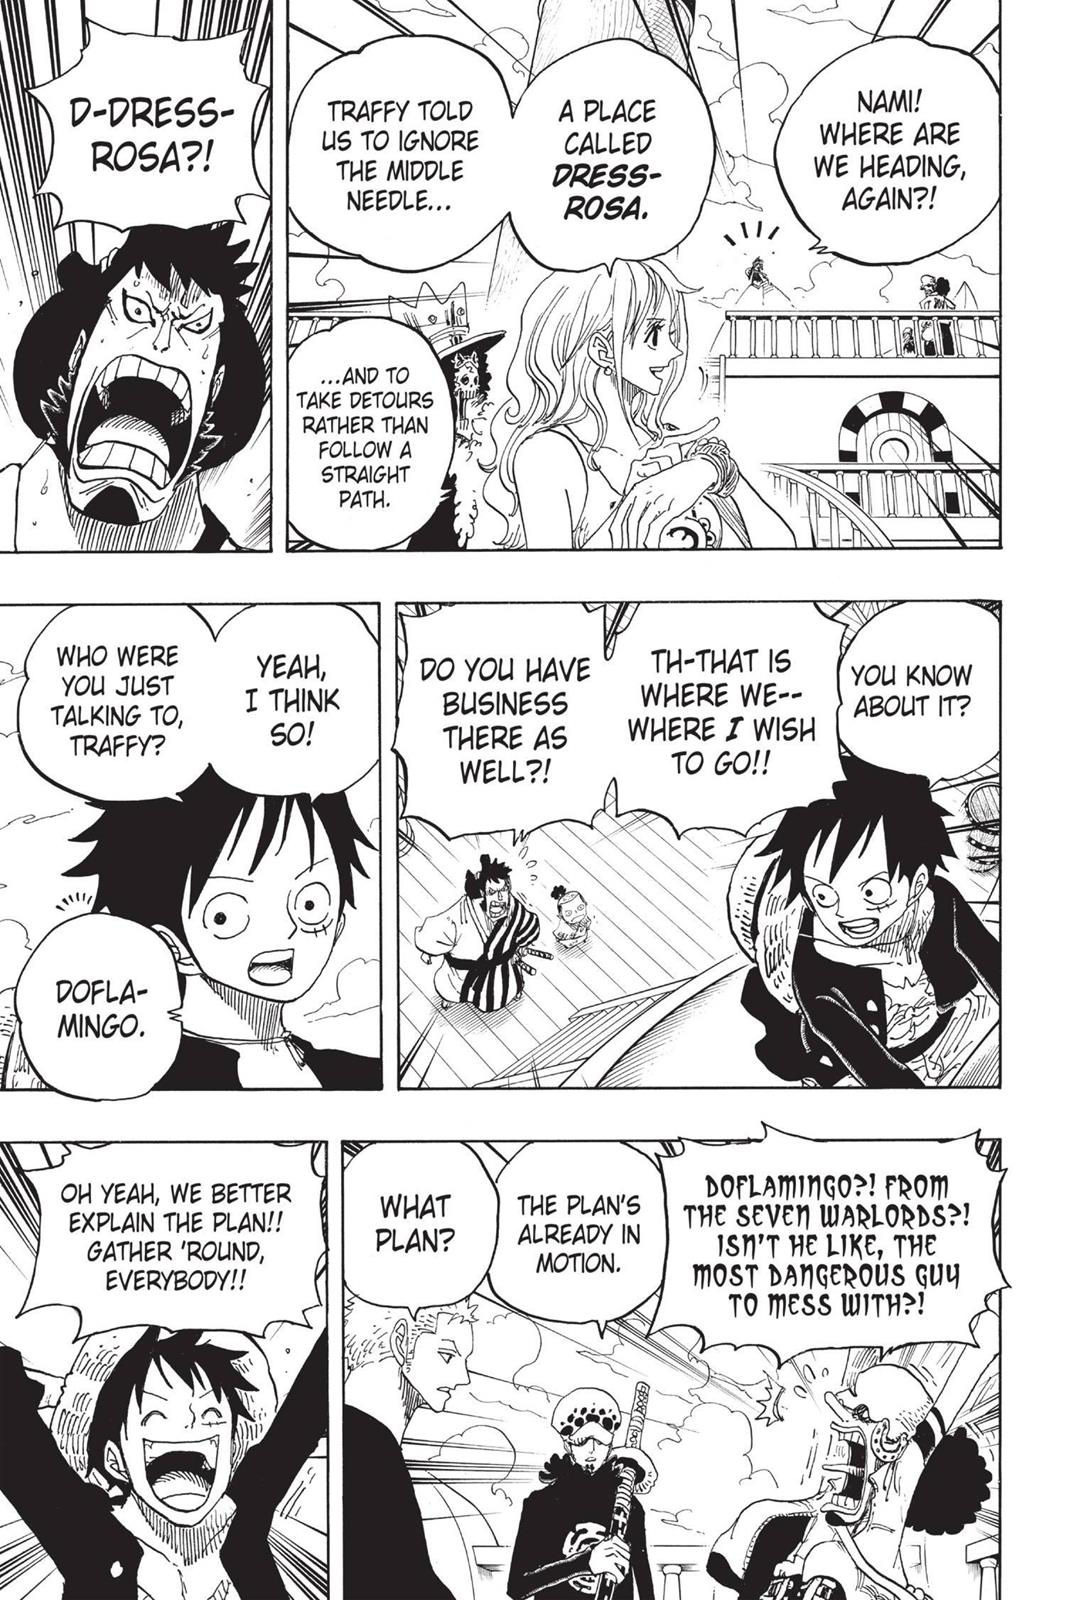 NAMI!
WHERE ARE
WE HEADING,
AGAIN?!
A PLACE
CALLED
DRESS-
ROSA.
TRAFFY TOLD
US TO IGNORE
THE MIDDLE
NEEDLE...
...AND TO
TAKE DETOURS
RATHER THAN
FOLLOW A
STRAIGHT
PATH.
D-DRESS-
ROSA?!
YOU KNOW
ABOUT IT?
TH-THAT IS
WHERE WE--
WHERE I WISH
TO GO!!
DO YOU HAVE
BUSINESS
THERE AS
WELL?!
YEAH,
I THINK
SO!
WHO WERE
YOU JUST
TALKING TO,
TRAFFY?
DOFLA-
MINGO.
DOFLAMINGO?! FROM
THE SEVEN WARLORDS?!
ISN'T HE LIKE, THE
MOST DANGEROUS GUY
TO MESS WITH?!
THE PLAN'S
ALREADY IN
MOTION.
WHAT
PLAN?
OH YEAH, WE BETTER
EXPLAIN THE PLAN!!
GATHER 'ROUND,
EVERYBODY!!